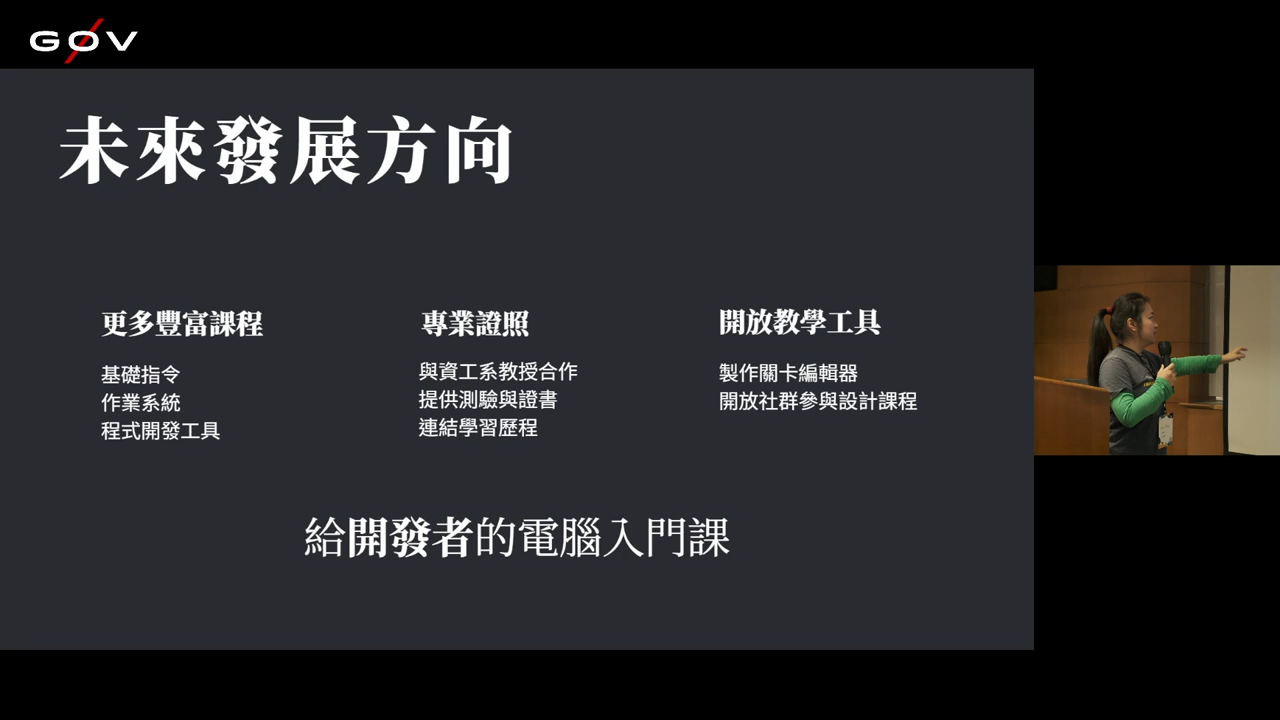 GØV
未來發展方向
更多豐富課程
基礎指令
作業系統
程式開發工具
專業證照
與資工系教授合作
提供測驗與證書
連結學習歷程
開放教學工具
製作關卡編輯器
開放社群參與設計課程
給開發者的電腦入門課